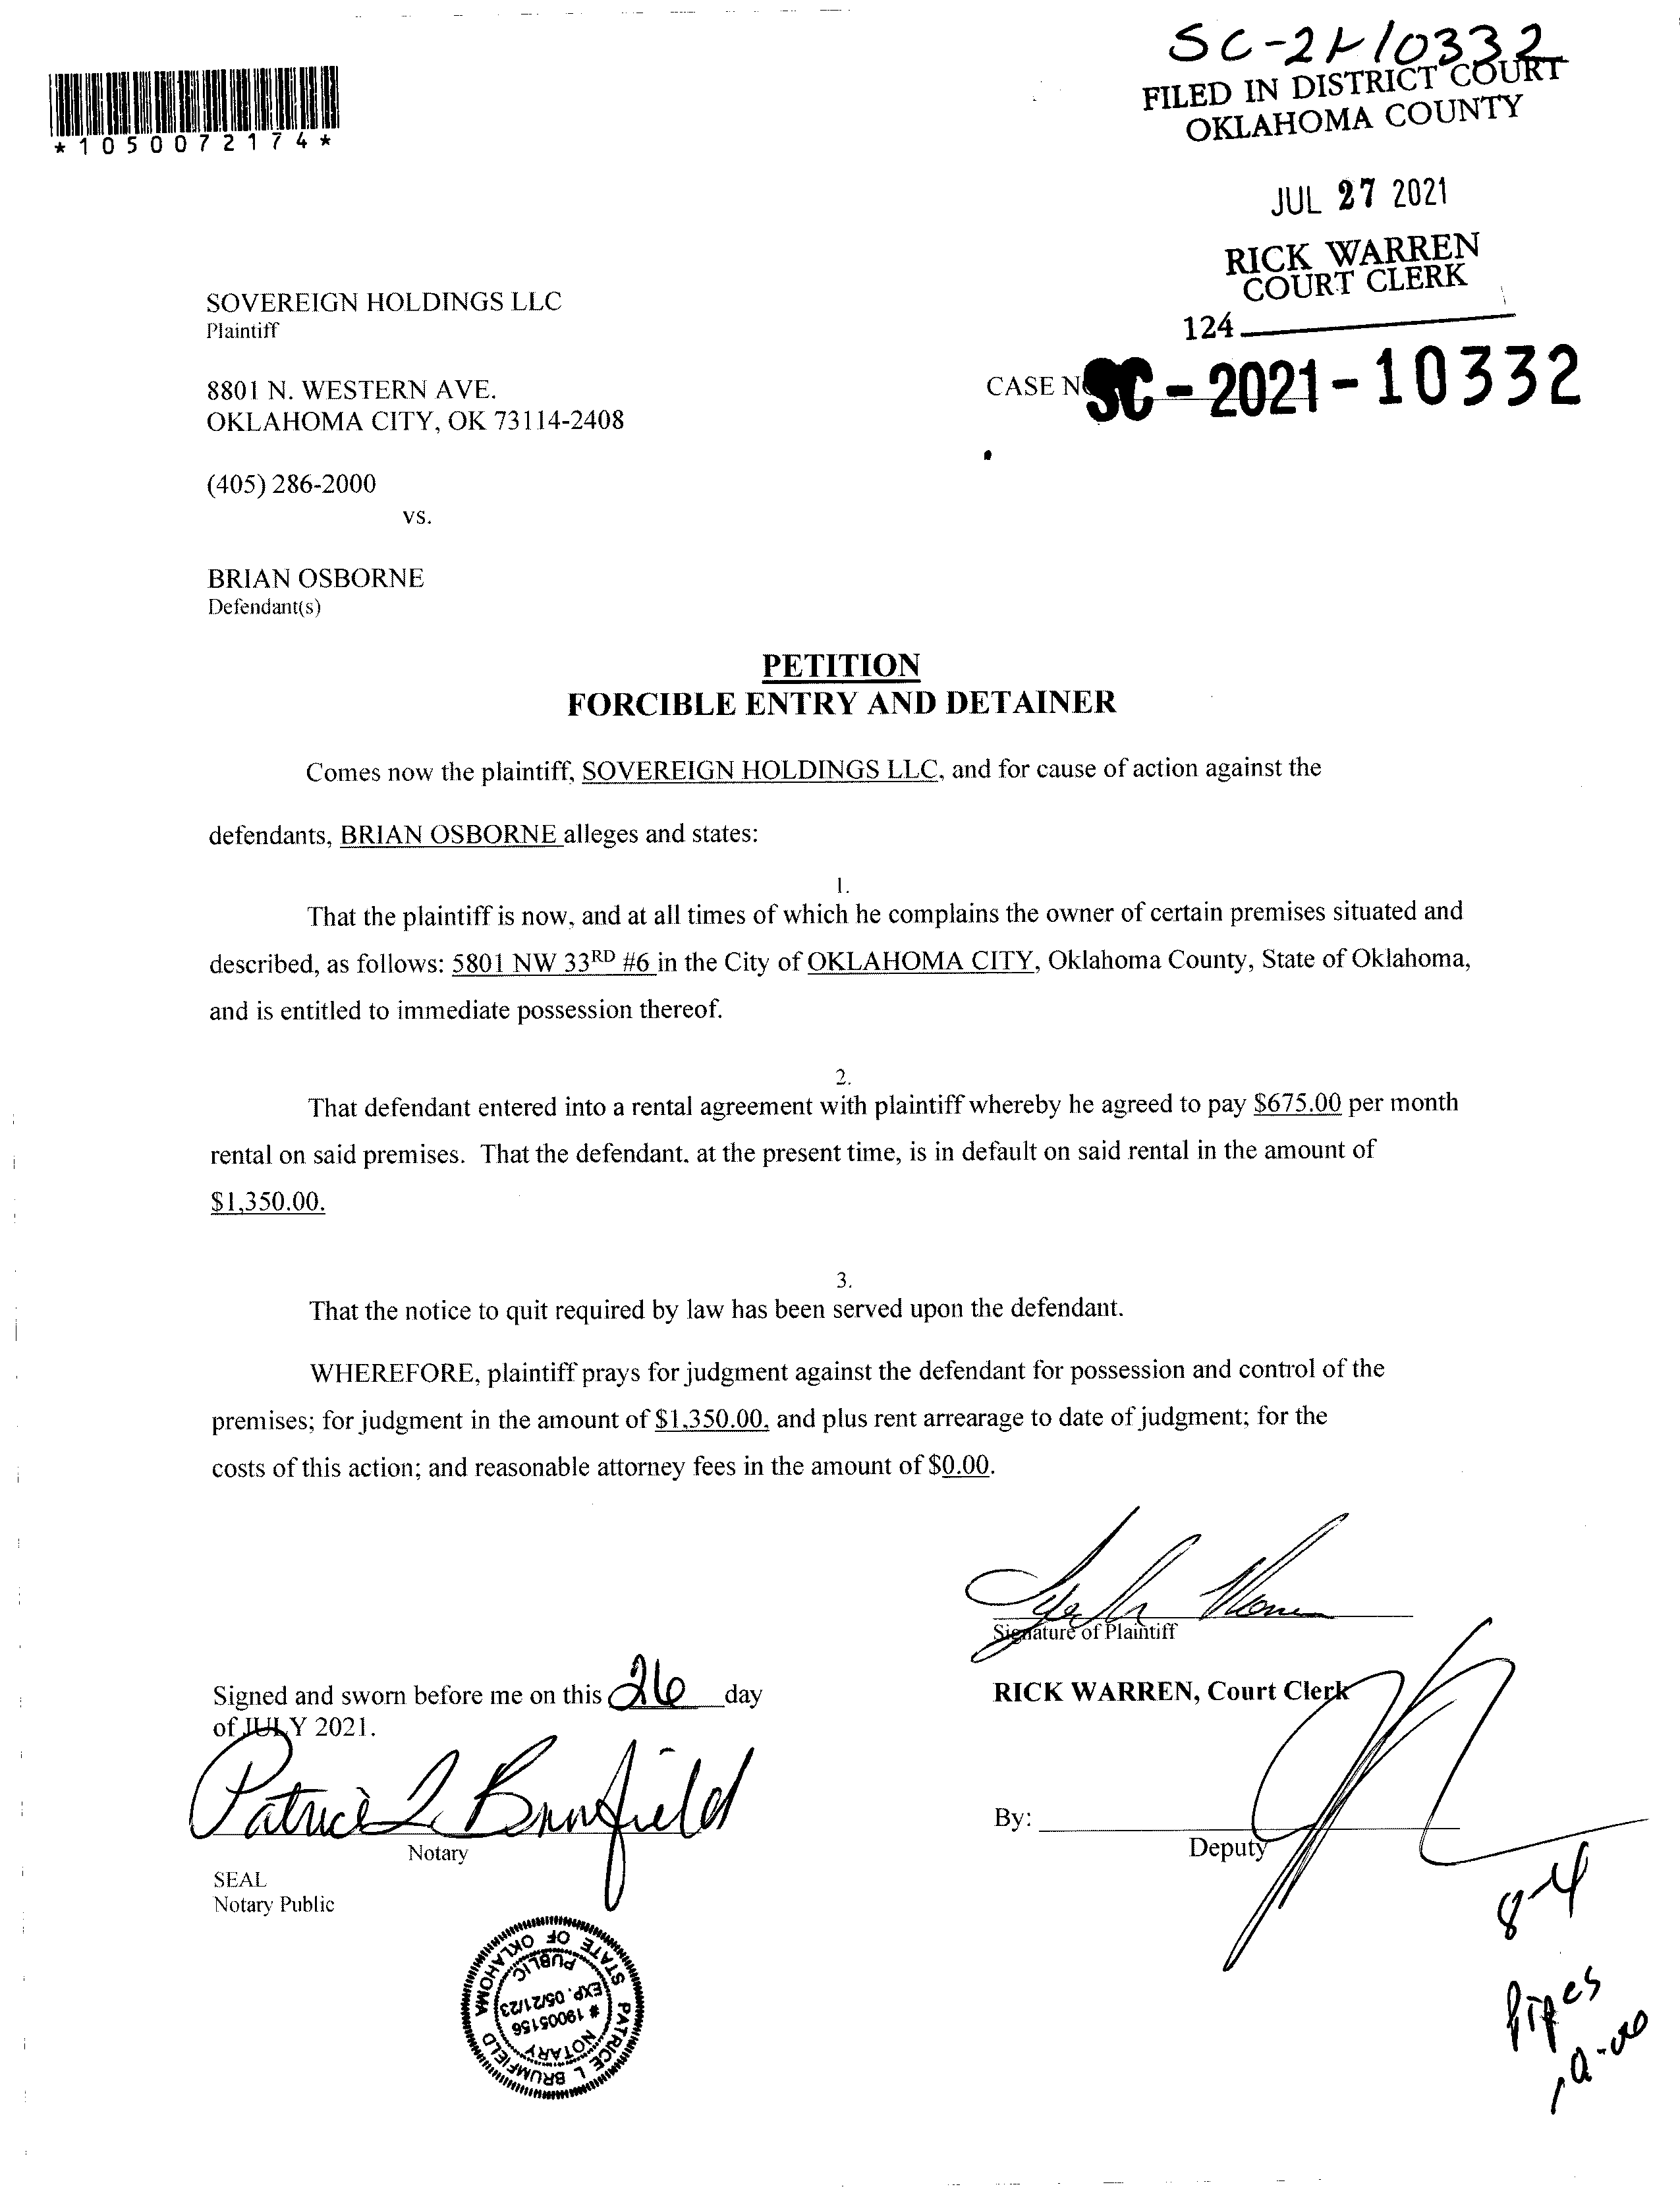 SC-21-10332
FILED IN DISTRICT COURT
OKLAHOMA COUNTY
*1050072174*
JUL 27 2021
RICK WARREN
COURT CLERK
124
SOVEREIGN HOLDINGS LLC
Plaintiff
8801 N. WESTERN AVE.
OKLAHOMA CITY, OK 73114-2408
CASE N
SC-2021-10332
(405) 286-2000
vs.
BRIAN OSBORNE
Defendant(s)
PETITION
FORCIBLE ENTRY AND DETAINER
Comes now the plaintiff, SOVEREIGN HOLDINGS LLC, and for cause of action against the
defendants, BRIAN OSBORNE alleges and states:
1.
That the plaintiff is now, and at all times of which he complains the owner of certain premises situated and
described, as follows: 5801 NW 33RD #6 in the City of OKLAHOMA CITY, Oklahoma County, State of Oklahoma,
and is entitled to immediate possession thereof.
2.
That defendant entered into a rental agreement with plaintiff whereby he agreed to pay $675.00 per month
rental on said premises. That the defendant, at the present time, is in default on said rental in the amount of
$1,350.00.
3.
That the notice to quit required by law has been served upon the defendant.
WHEREFORE, plaintiff prays for judgment against the defendant for possession and control of the
premises; for judgment in the amount of $1,350.00, and plus rent arrearage to date of judgment; for the
costs of this action; and reasonable attorney fees in the amount of $0.00.
Signature of Plaintiff
Signed and sworn before me on this 26 day
of JULY 2021.
RICK WARREN, Court Clerk
Patrice L Brumfield
Notary
By:
Deputy
SEAL
Notary Public
8-4
Pipes
PATRICE L BRUMFIELD
NOTARY
# 19005156
EXP. 05/21/23
PUBLIC
STATE OF OKLAHOMA